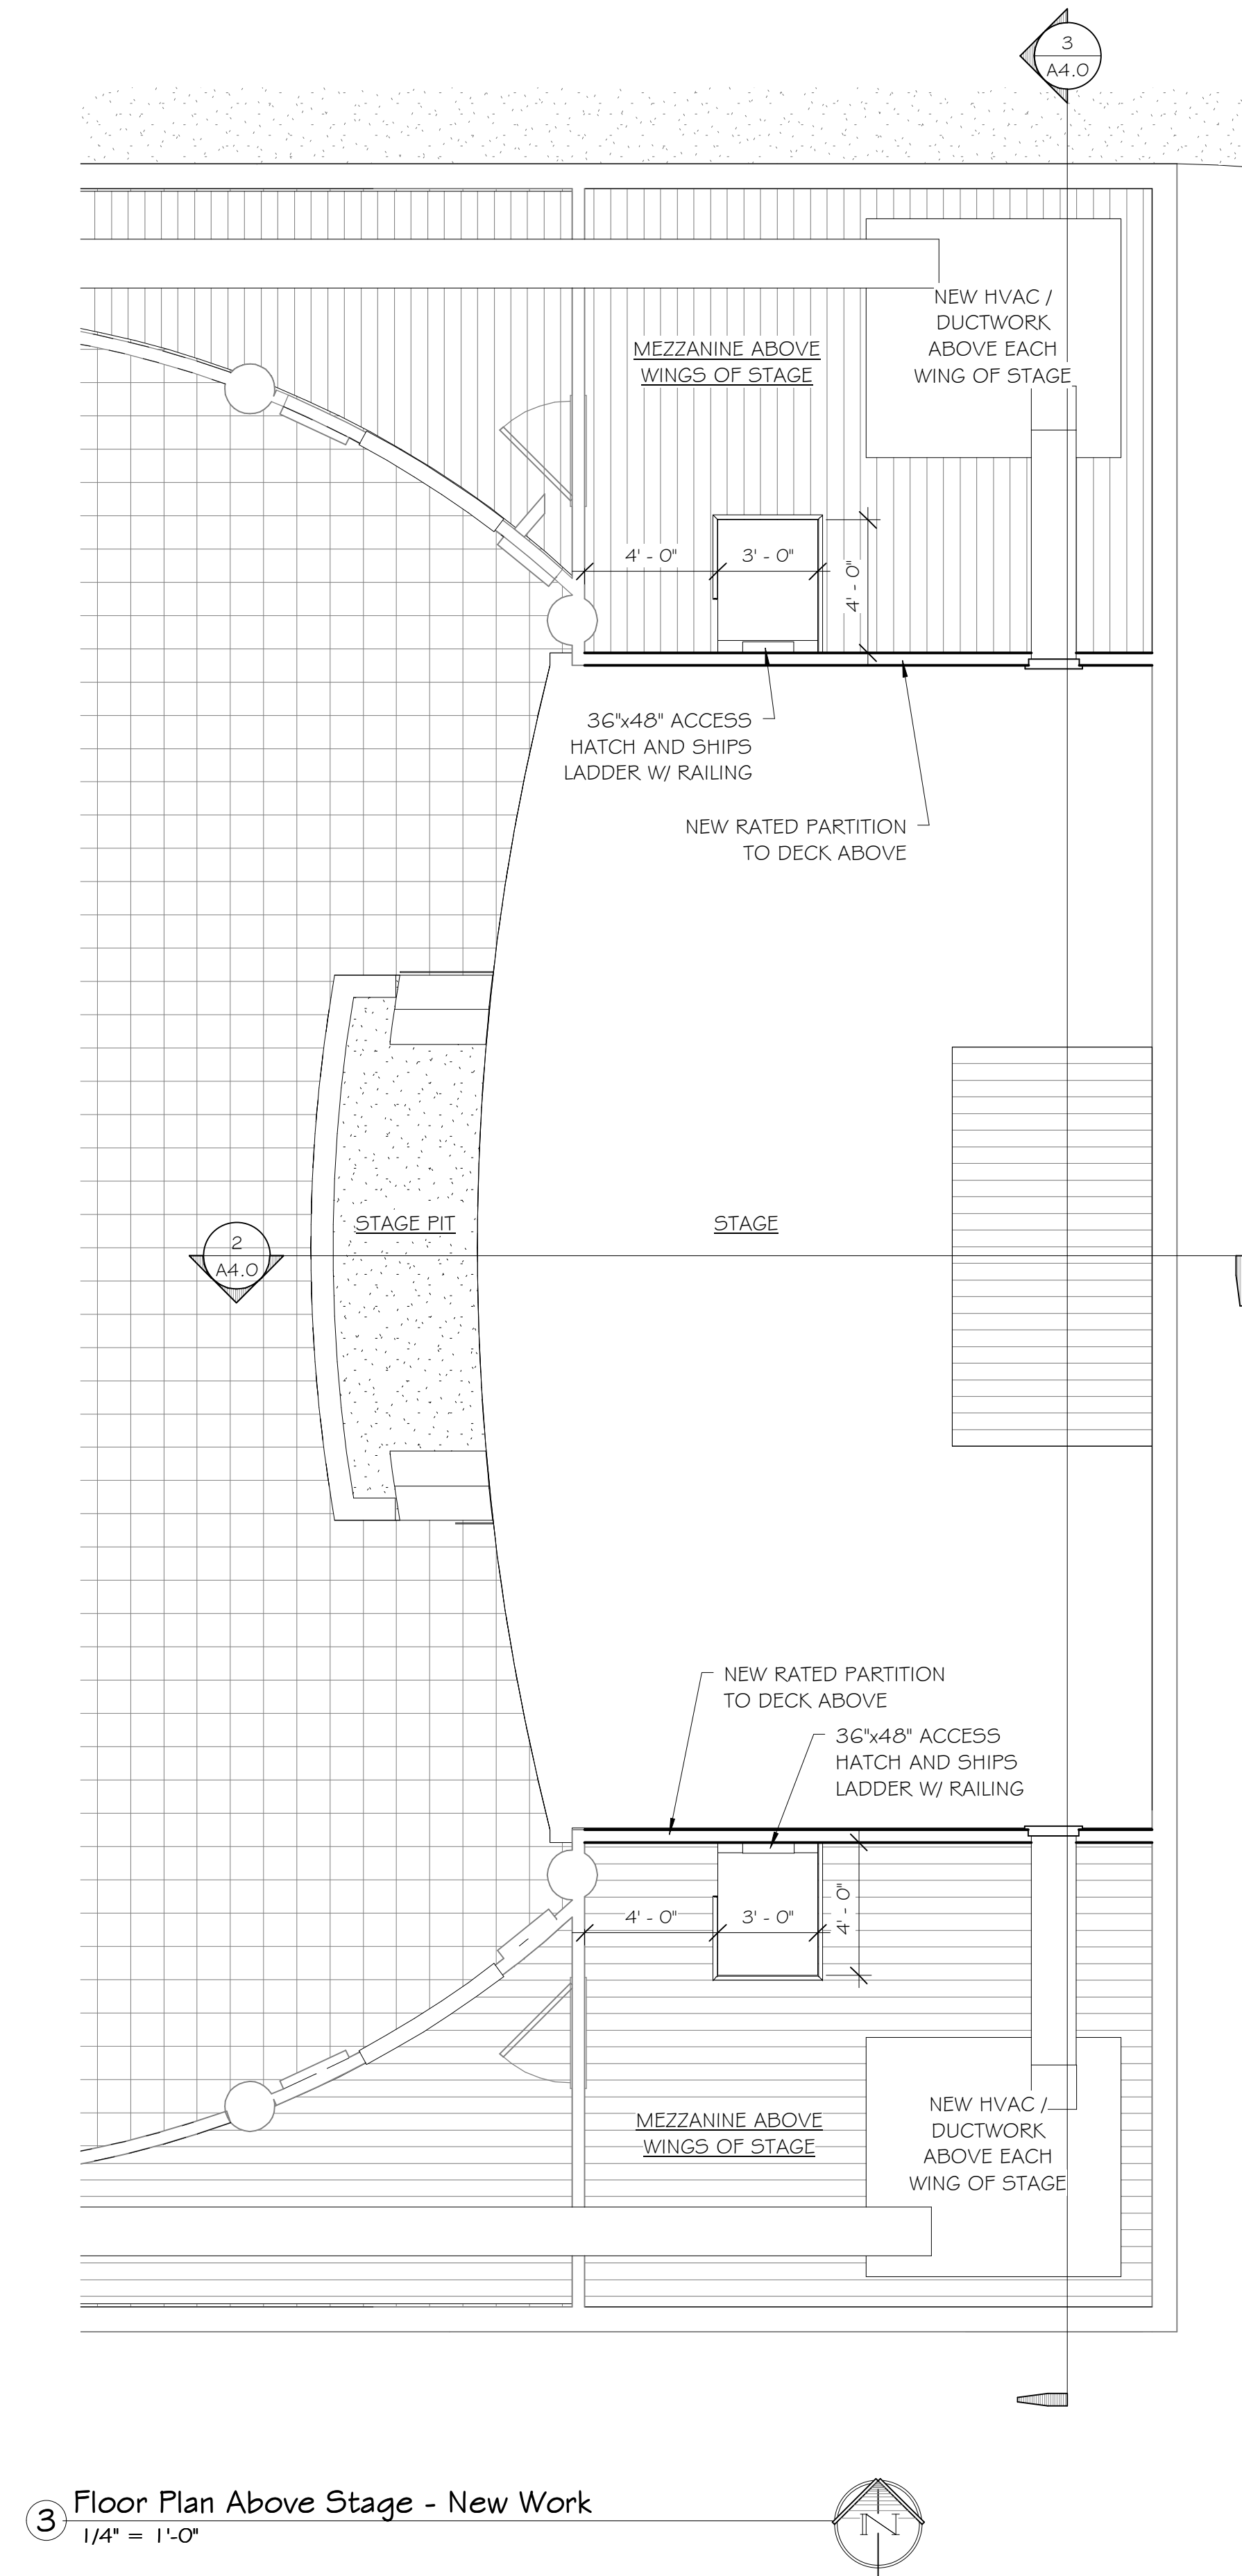 3
A4.0
NEW HVAC /
DUCTWORK
ABOVE EACH
WING OF STAGE
MEZZANINE ABOVE
WINGS OF STAGE
4' - 0"
3' - 0"
4' - 0"
36"x48" ACCESS
HATCH AND SHIPS
LADDER W/ RAILING
NEW RATED PARTITION
TO DECK ABOVE
STAGE PIT
STAGE
2
A4.0
NEW RATED PARTITION
TO DECK ABOVE
36"x48" ACCESS
HATCH AND SHIPS
LADDER W/ RAILING
4' - 0"
3' - 0"
4' - 0"
NEW HVAC /
DUCTWORK
ABOVE EACH
WING OF STAGE
MEZZANINE ABOVE
WINGS OF STAGE
3
Floor Plan Above Stage - New Work
1/4" = 1'-0"
N